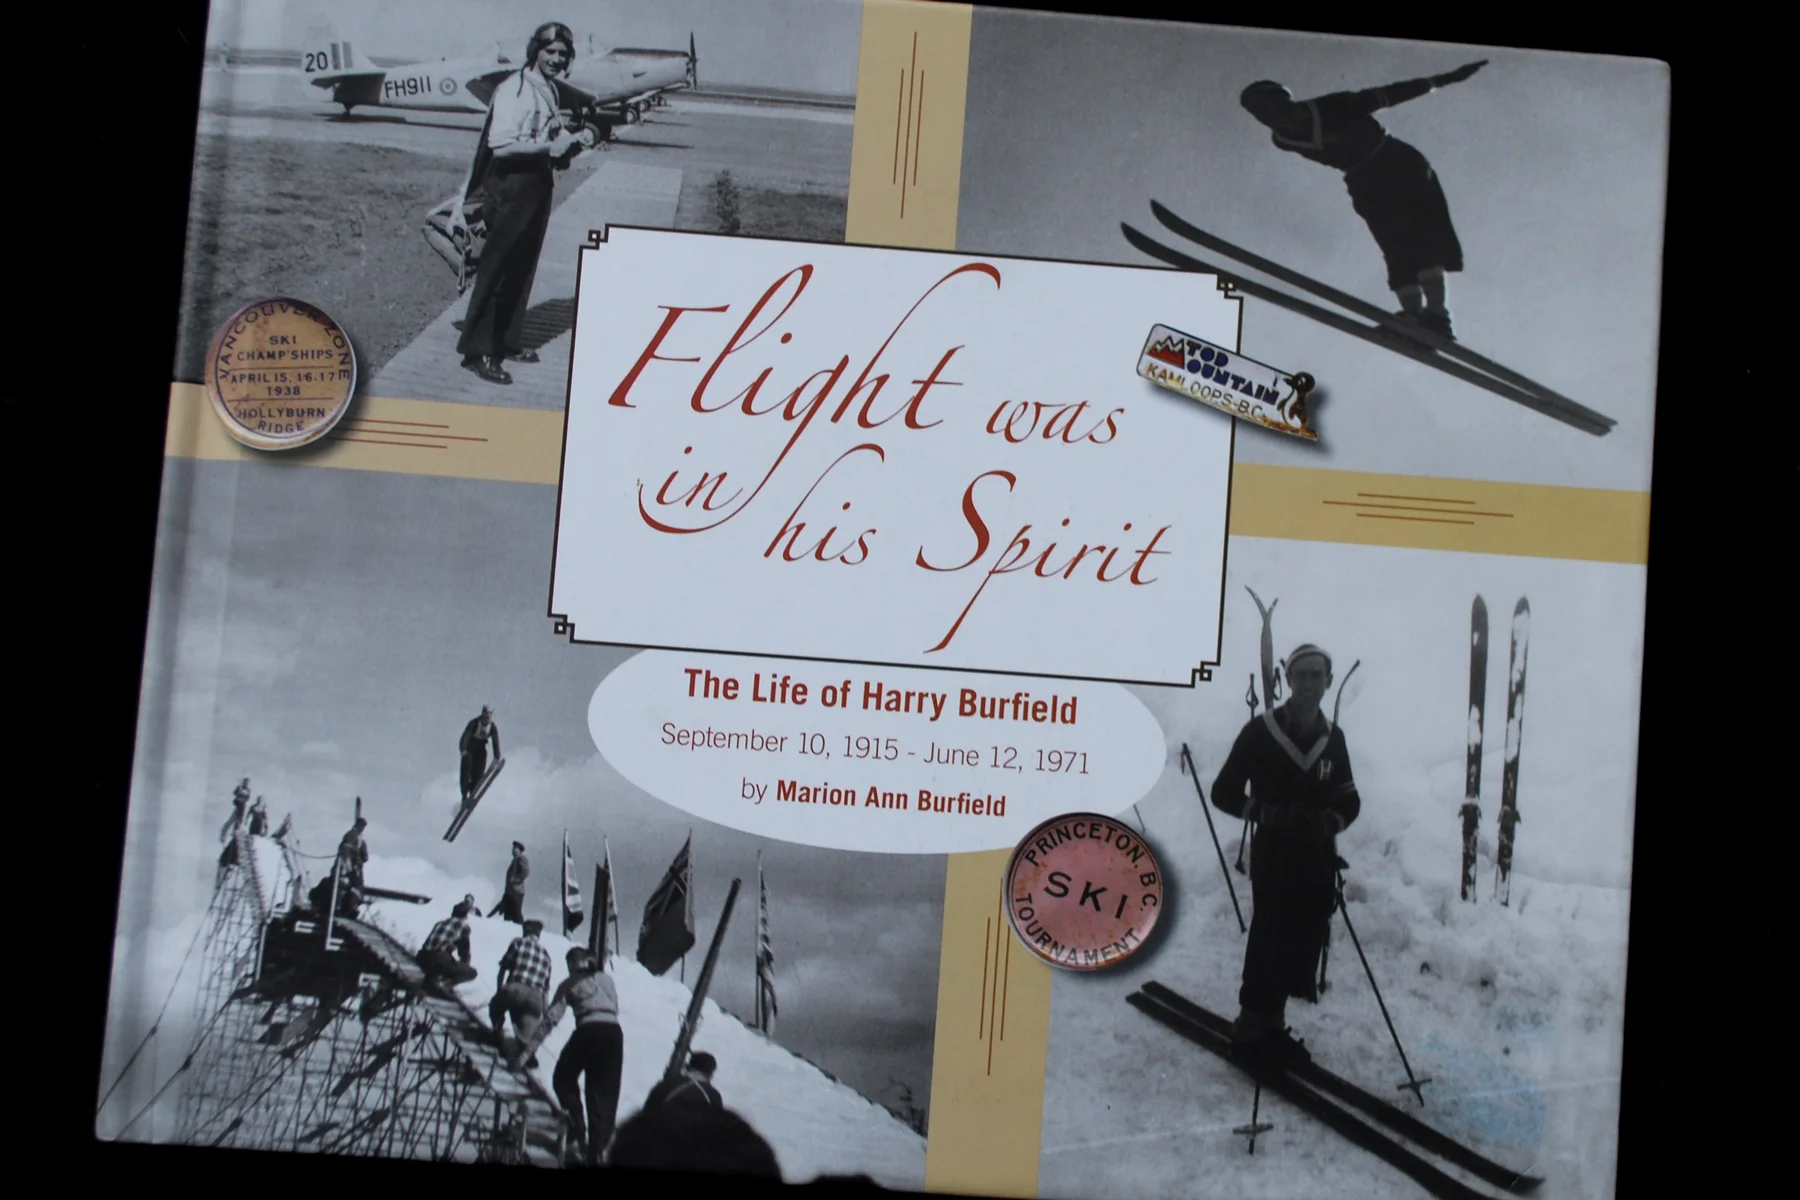 20
FH911
VANCOUVER ZONE
SKI
CHAMP'SHIPS
APRIL 15. 16. 17
1938
HOLLYBURN
RIDGE
Flight was
in his Spirit
TOD
MOUNTAIN
KAMLOOPS-B.C.
The Life of Harry Burfield
September 10, 1915 - June 12, 1971
by Marion Ann Burfield
PRINCETON. B.C.
SKI
TOURNAMENT
H